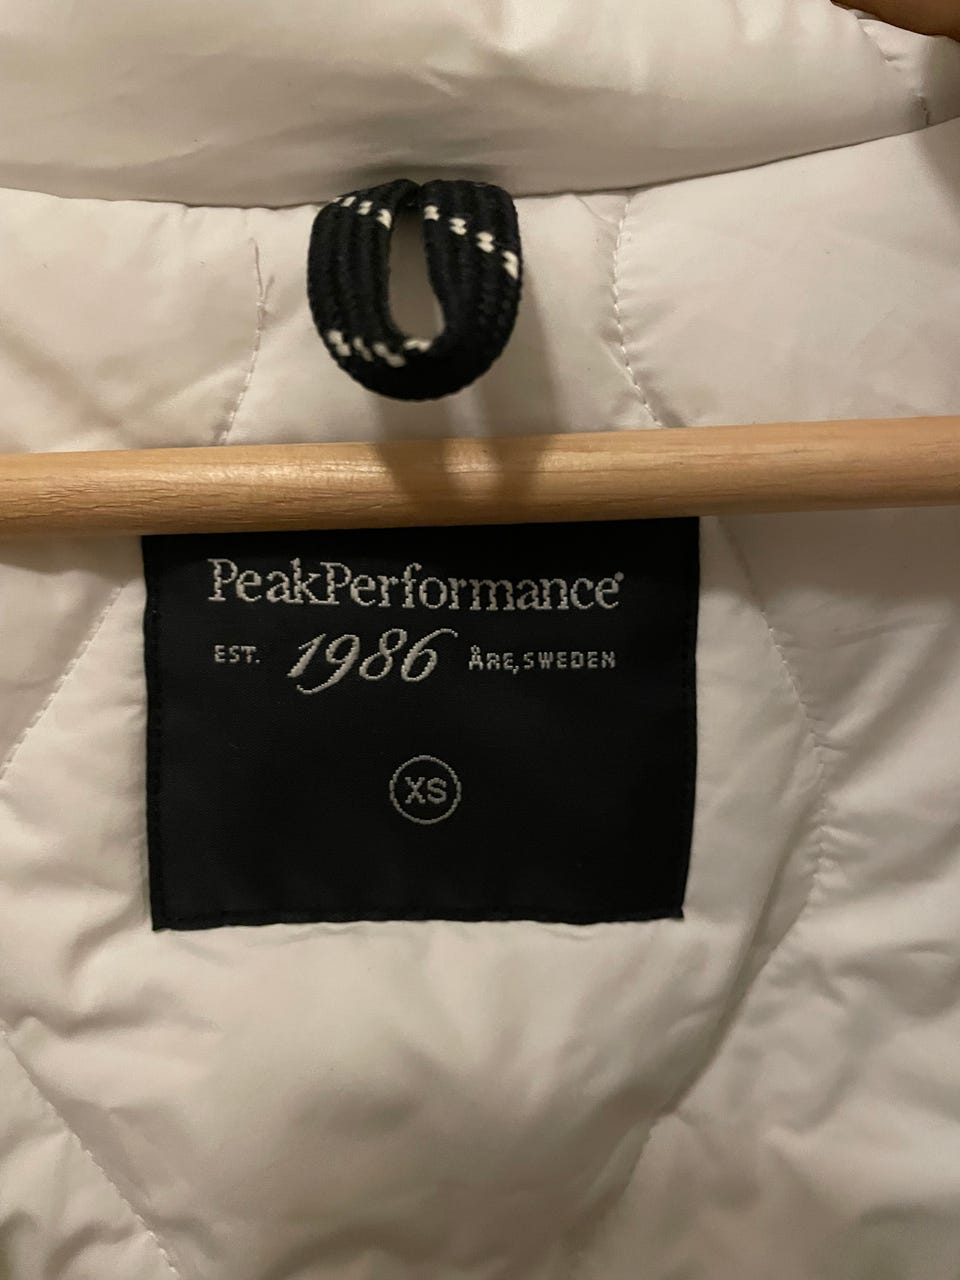 PeakPerformance®
EST. 1986 ÅRE, SWEDEN
XS